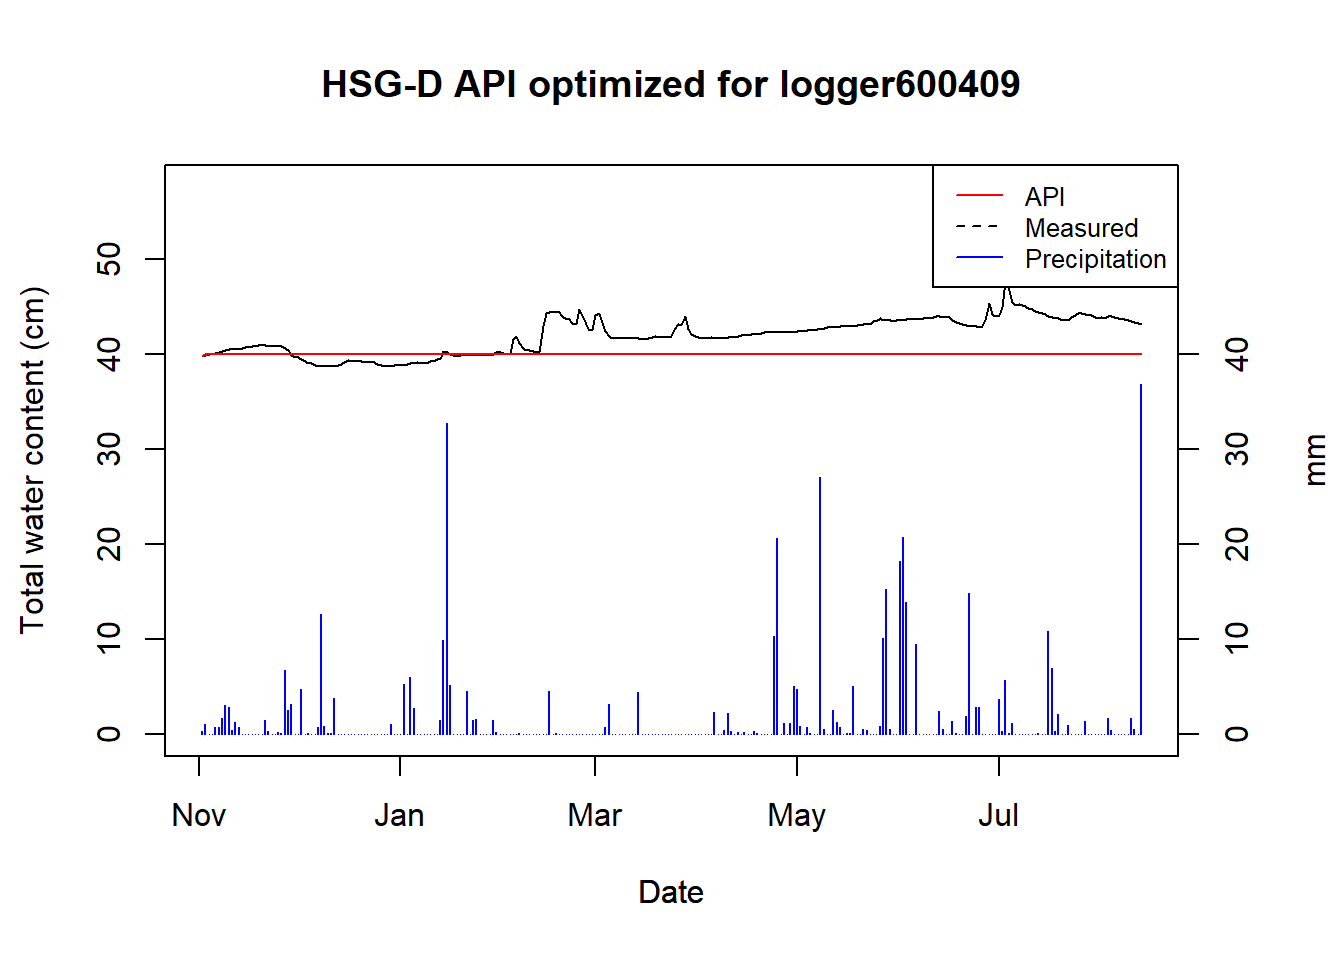 HSG-D API optimized for logger600409
API
Measured
Precipitation
Total water content (cm)
50
40
30
20
10
0
40
30
20
10
0
mm
Nov Jan Mar May Jul
Date